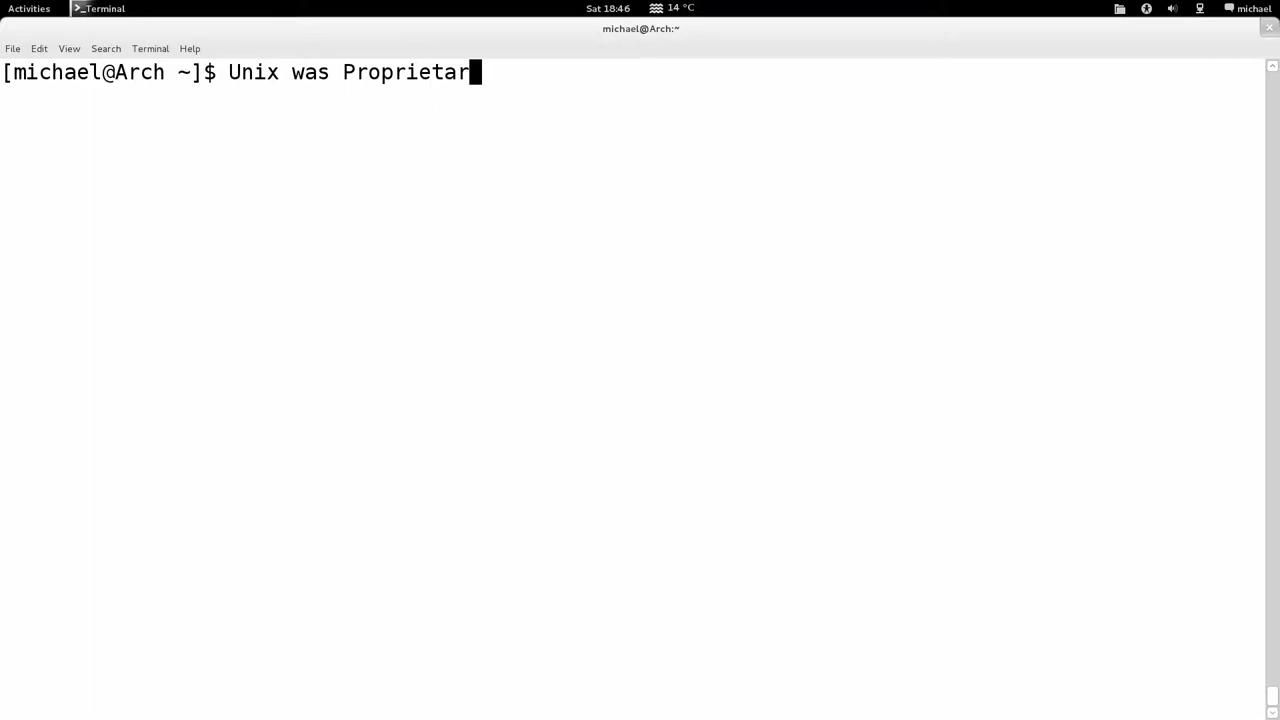 Activities >_Terminal Sat 18:46 14 °C michael
michael@Arch:~
File Edit View Search Terminal Help
[michael@Arch ~]$ Unix was Proprietar